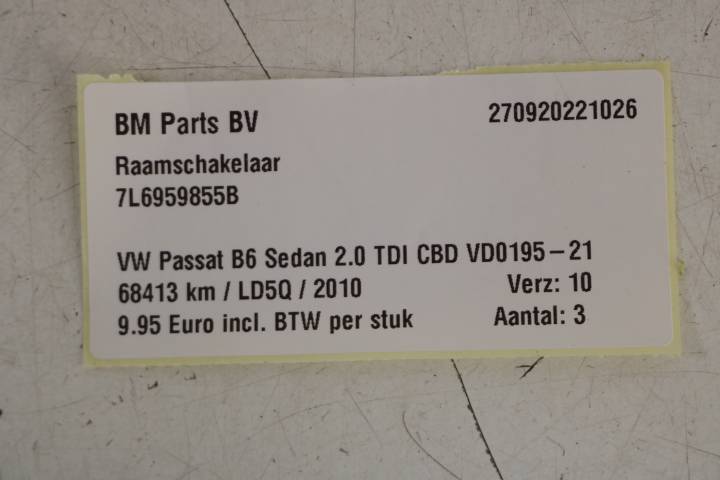 BM Parts BV 270920221026
Raamschakelaar
7L6959855B
VW Passat B6 Sedan 2.0 TDI CBD VD0195-21
68413 km / LD5Q / 2010 Verz: 10
9.95 Euro incl. BTW per stuk Aantal: 3